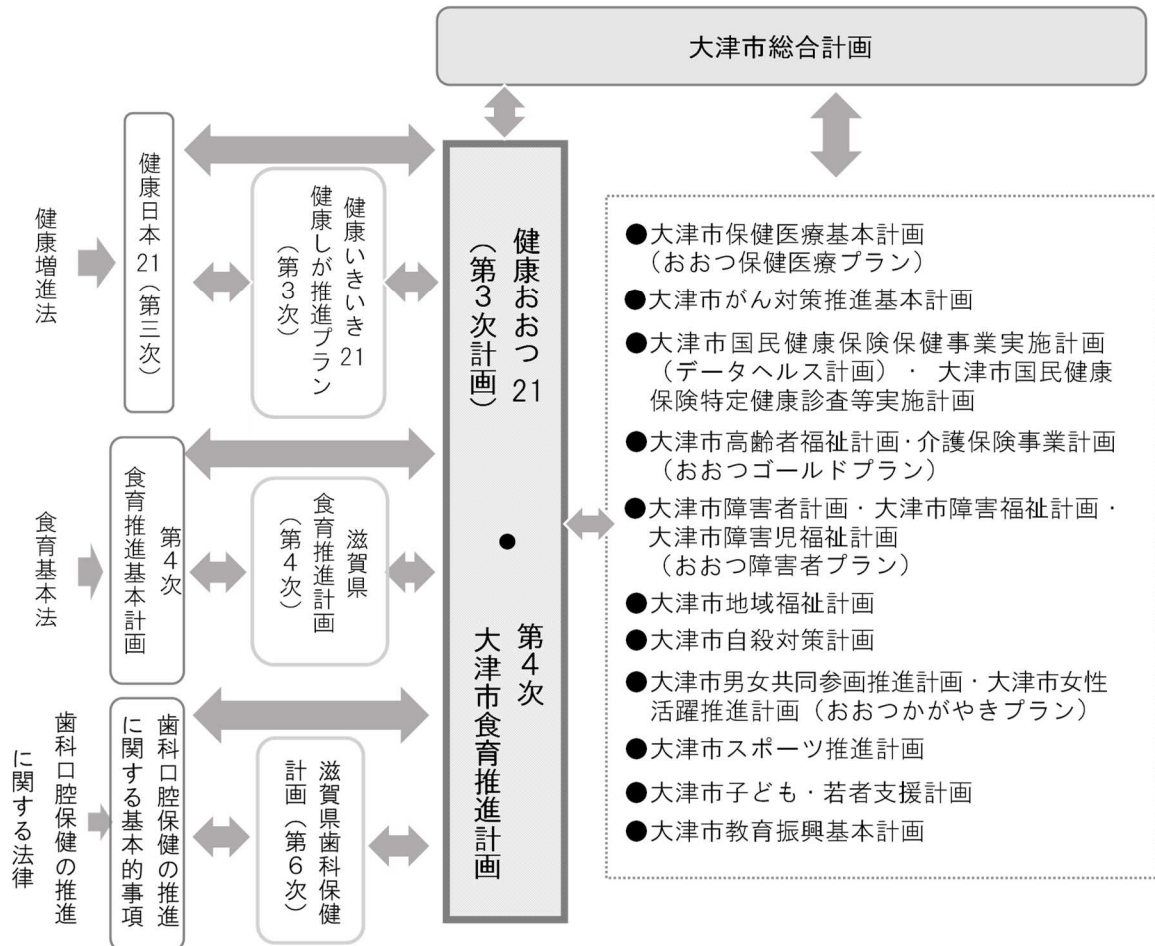 大津市総合計画
健康増進法
健康日本21(第三次)
健康いきいき21
健康しが推進プラン
(第3次)
食育基本法
第4次
食育推進基本計画
滋賀県
食育推進計画
(第4次)
歯科口腔保健の推進
に関する法律
歯科口腔保健の推進
に関する基本的事項
滋賀県歯科保健
計画(第6次)
健康おおつ21
(第3次計画)
●
第4次
大津市食育推進計画
●大津市保健医療基本計画
(おおつ保健医療プラン)
●大津市がん対策推進基本計画
●大津市国民健康保険保健事業実施計画
(データヘルス計画)・ 大津市国民健康
保険特定健康診査等実施計画
●大津市高齢者福祉計画・介護保険事業計画
(おおつゴールドプラン)
●大津市障害者計画・大津市障害福祉計画・
大津市障害児福祉計画
(おおつ障害者プラン)
●大津市地域福祉計画
●大津市自殺対策計画
●大津市男女共同参画推進計画・大津市女性
活躍推進計画(おおつかがやきプラン)
●大津市スポーツ推進計画
●大津市子ども・若者支援計画
●大津市教育振興基本計画